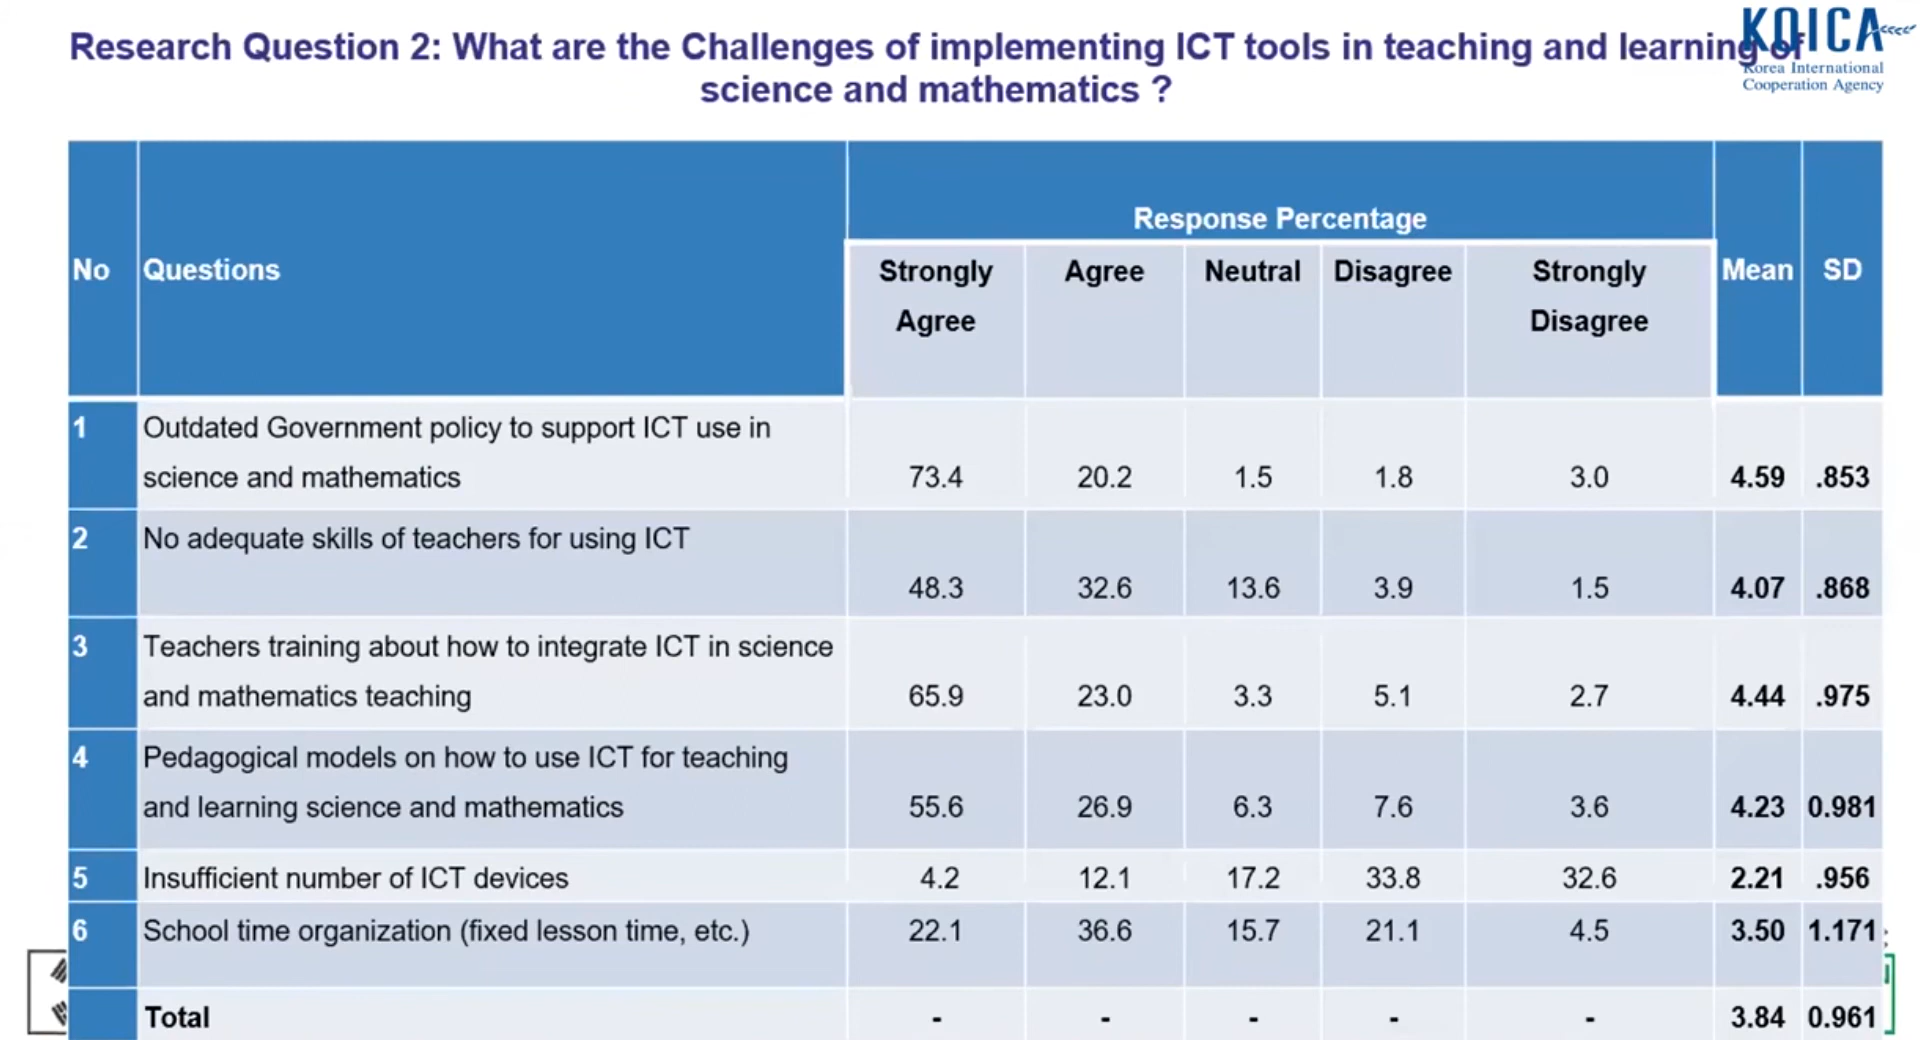 Research Question 2: What are the Challenges of implementing ICT tools in teaching and learning of
science and mathematics ?
KOICA
Korea International
Cooperation Agency
No Questions Response Percentage Mean SD
Strongly Agree Agree Neutral Disagree Strongly Disagree
1 Outdated Government policy to support ICT use in
science and mathematics 73.4 20.2 1.5 1.8 3.0 4.59 .853
2 No adequate skills of teachers for using ICT
48.3 32.6 13.6 3.9 1.5 4.07 .868
3 Teachers training about how to integrate ICT in science
and mathematics teaching 65.9 23.0 3.3 5.1 2.7 4.44 .975
4 Pedagogical models on how to use ICT for teaching
and learning science and mathematics 55.6 26.9 6.3 7.6 3.6 4.23 0.981
5 Insufficient number of ICT devices 4.2 12.1 17.2 33.8 32.6 2.21 .956
6 School time organization (fixed lesson time, etc.) 22.1 36.6 15.7 21.1 4.5 3.50 1.171
Total - - - - - 3.84 0.961